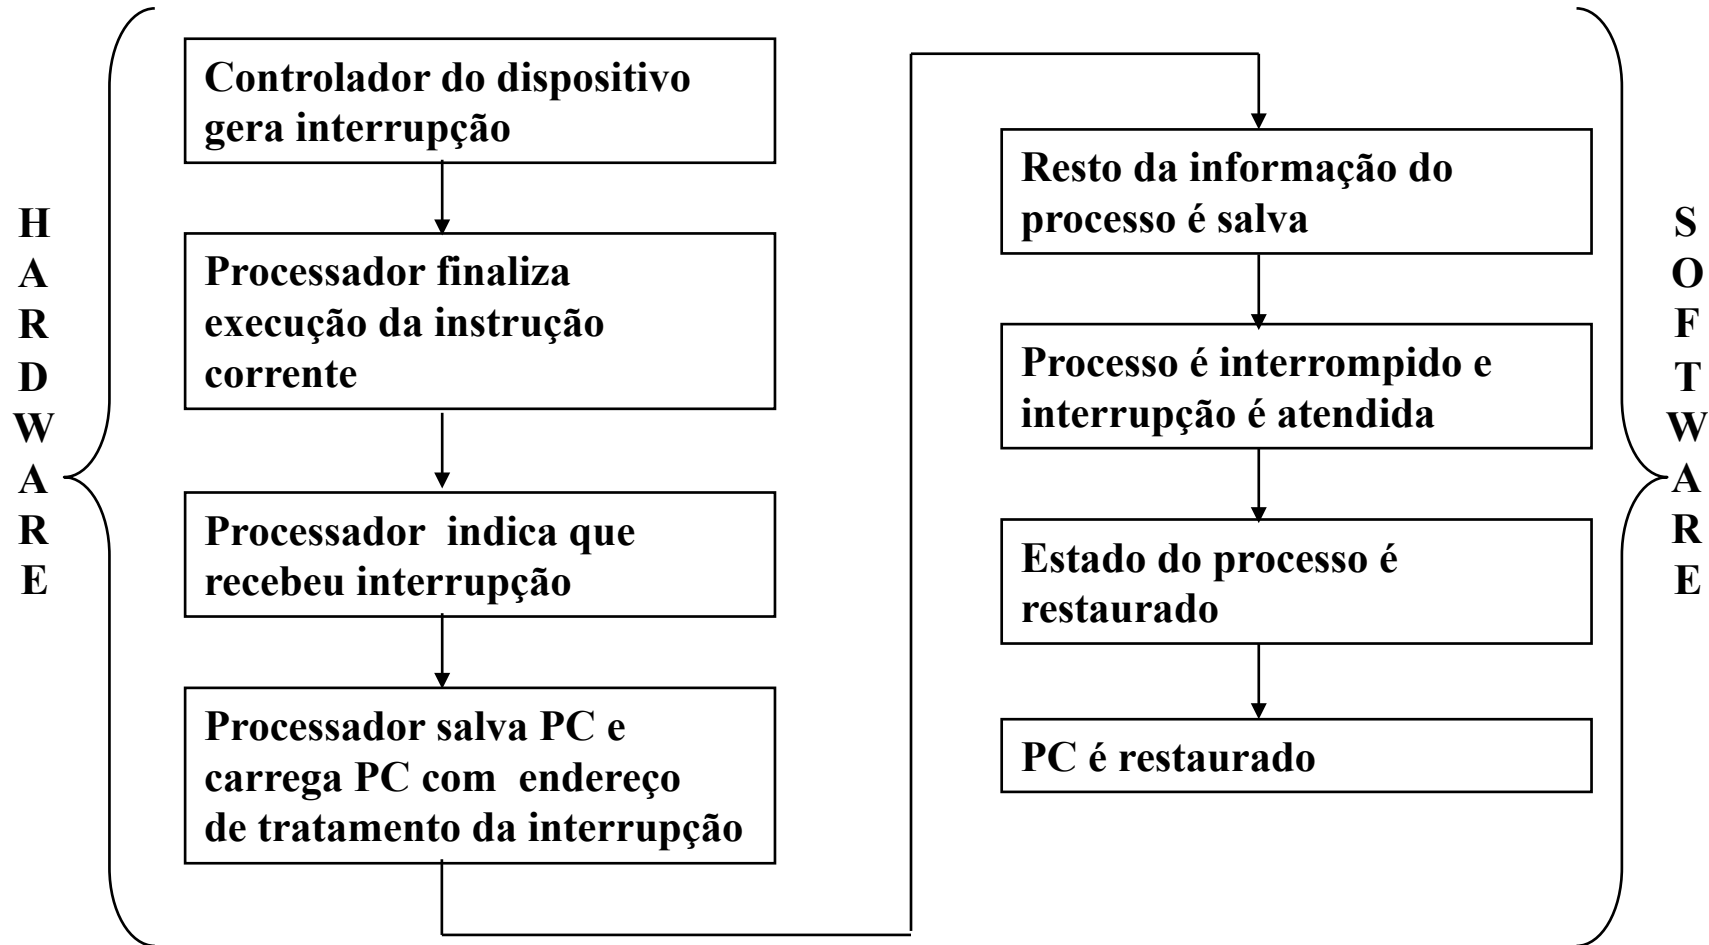 HARDWARE
Controlador do dispositivo
gera interrupção
Processador finaliza
execução da instrução
corrente
Processador indica que
recebeu interrupção
Processador salva PC e
carrega PC com endereço
de tratamento da interrupção
Resto da informação do
processo é salva
Processo é interrompido e
interrupção é atendida
Estado do processo é
restaurado
PC é restaurado
SOFTWARE